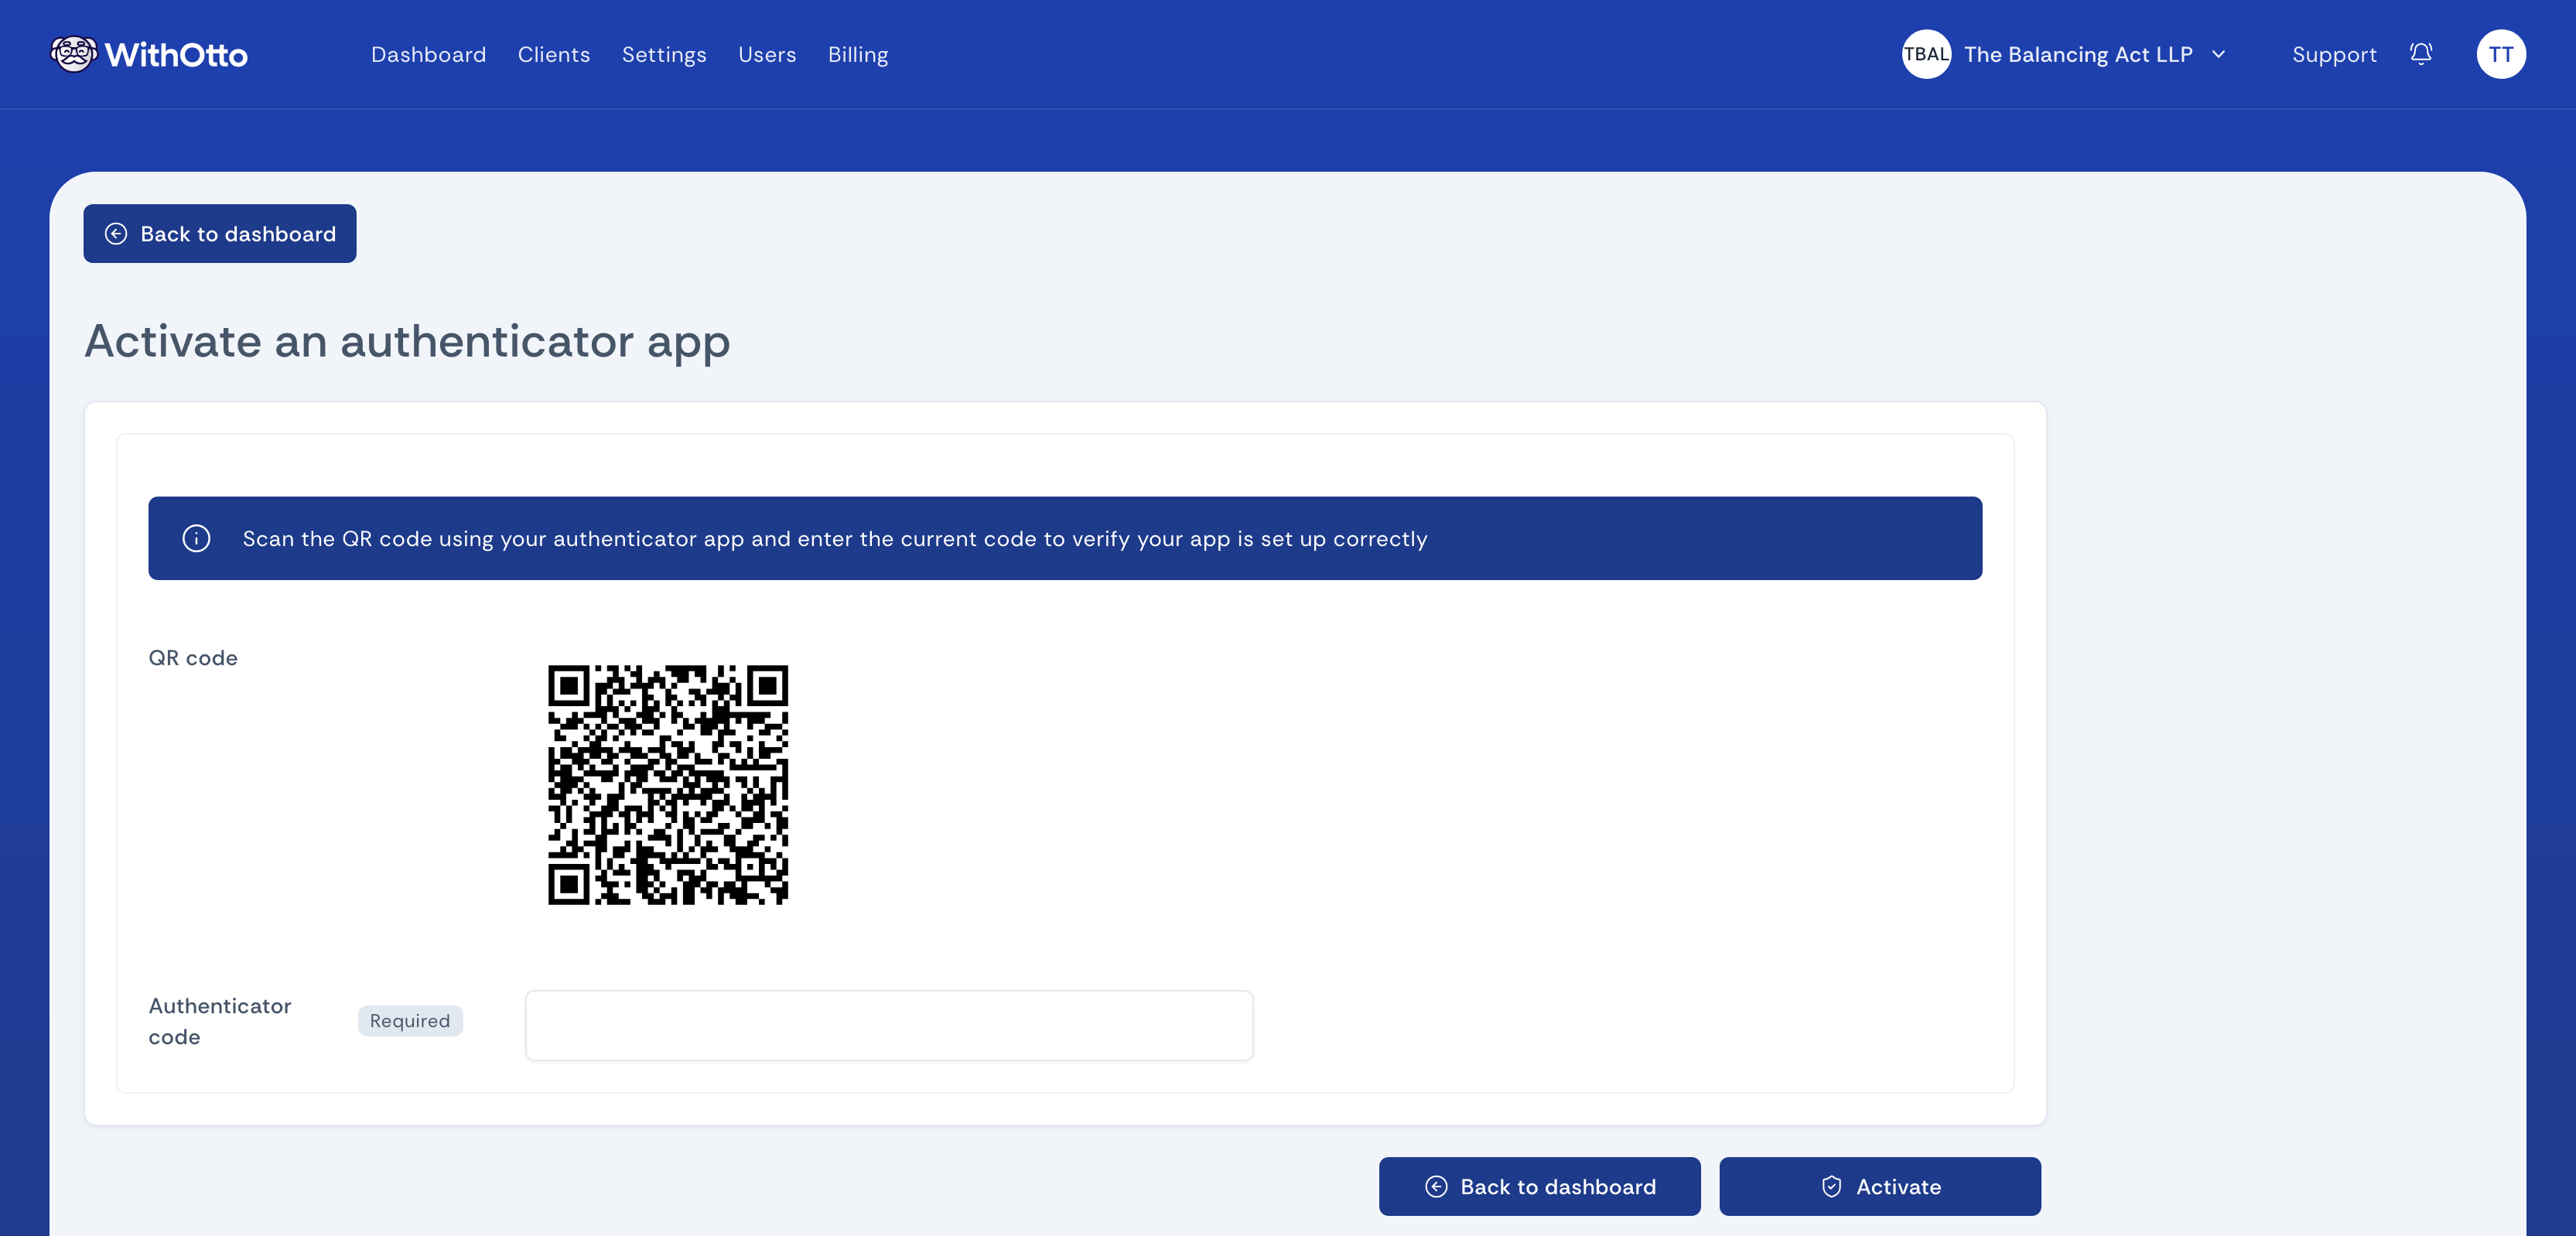 WithOtto
Dashboard Clients Settings Users Billing
TBAL The Balancing Act LLP Support TT
Back to dashboard
Activate an authenticator app
Scan the QR code using your authenticator app and enter the current code to verify your app is set up correctly
QR code
Authenticator
code
Required
Back to dashboard Activate